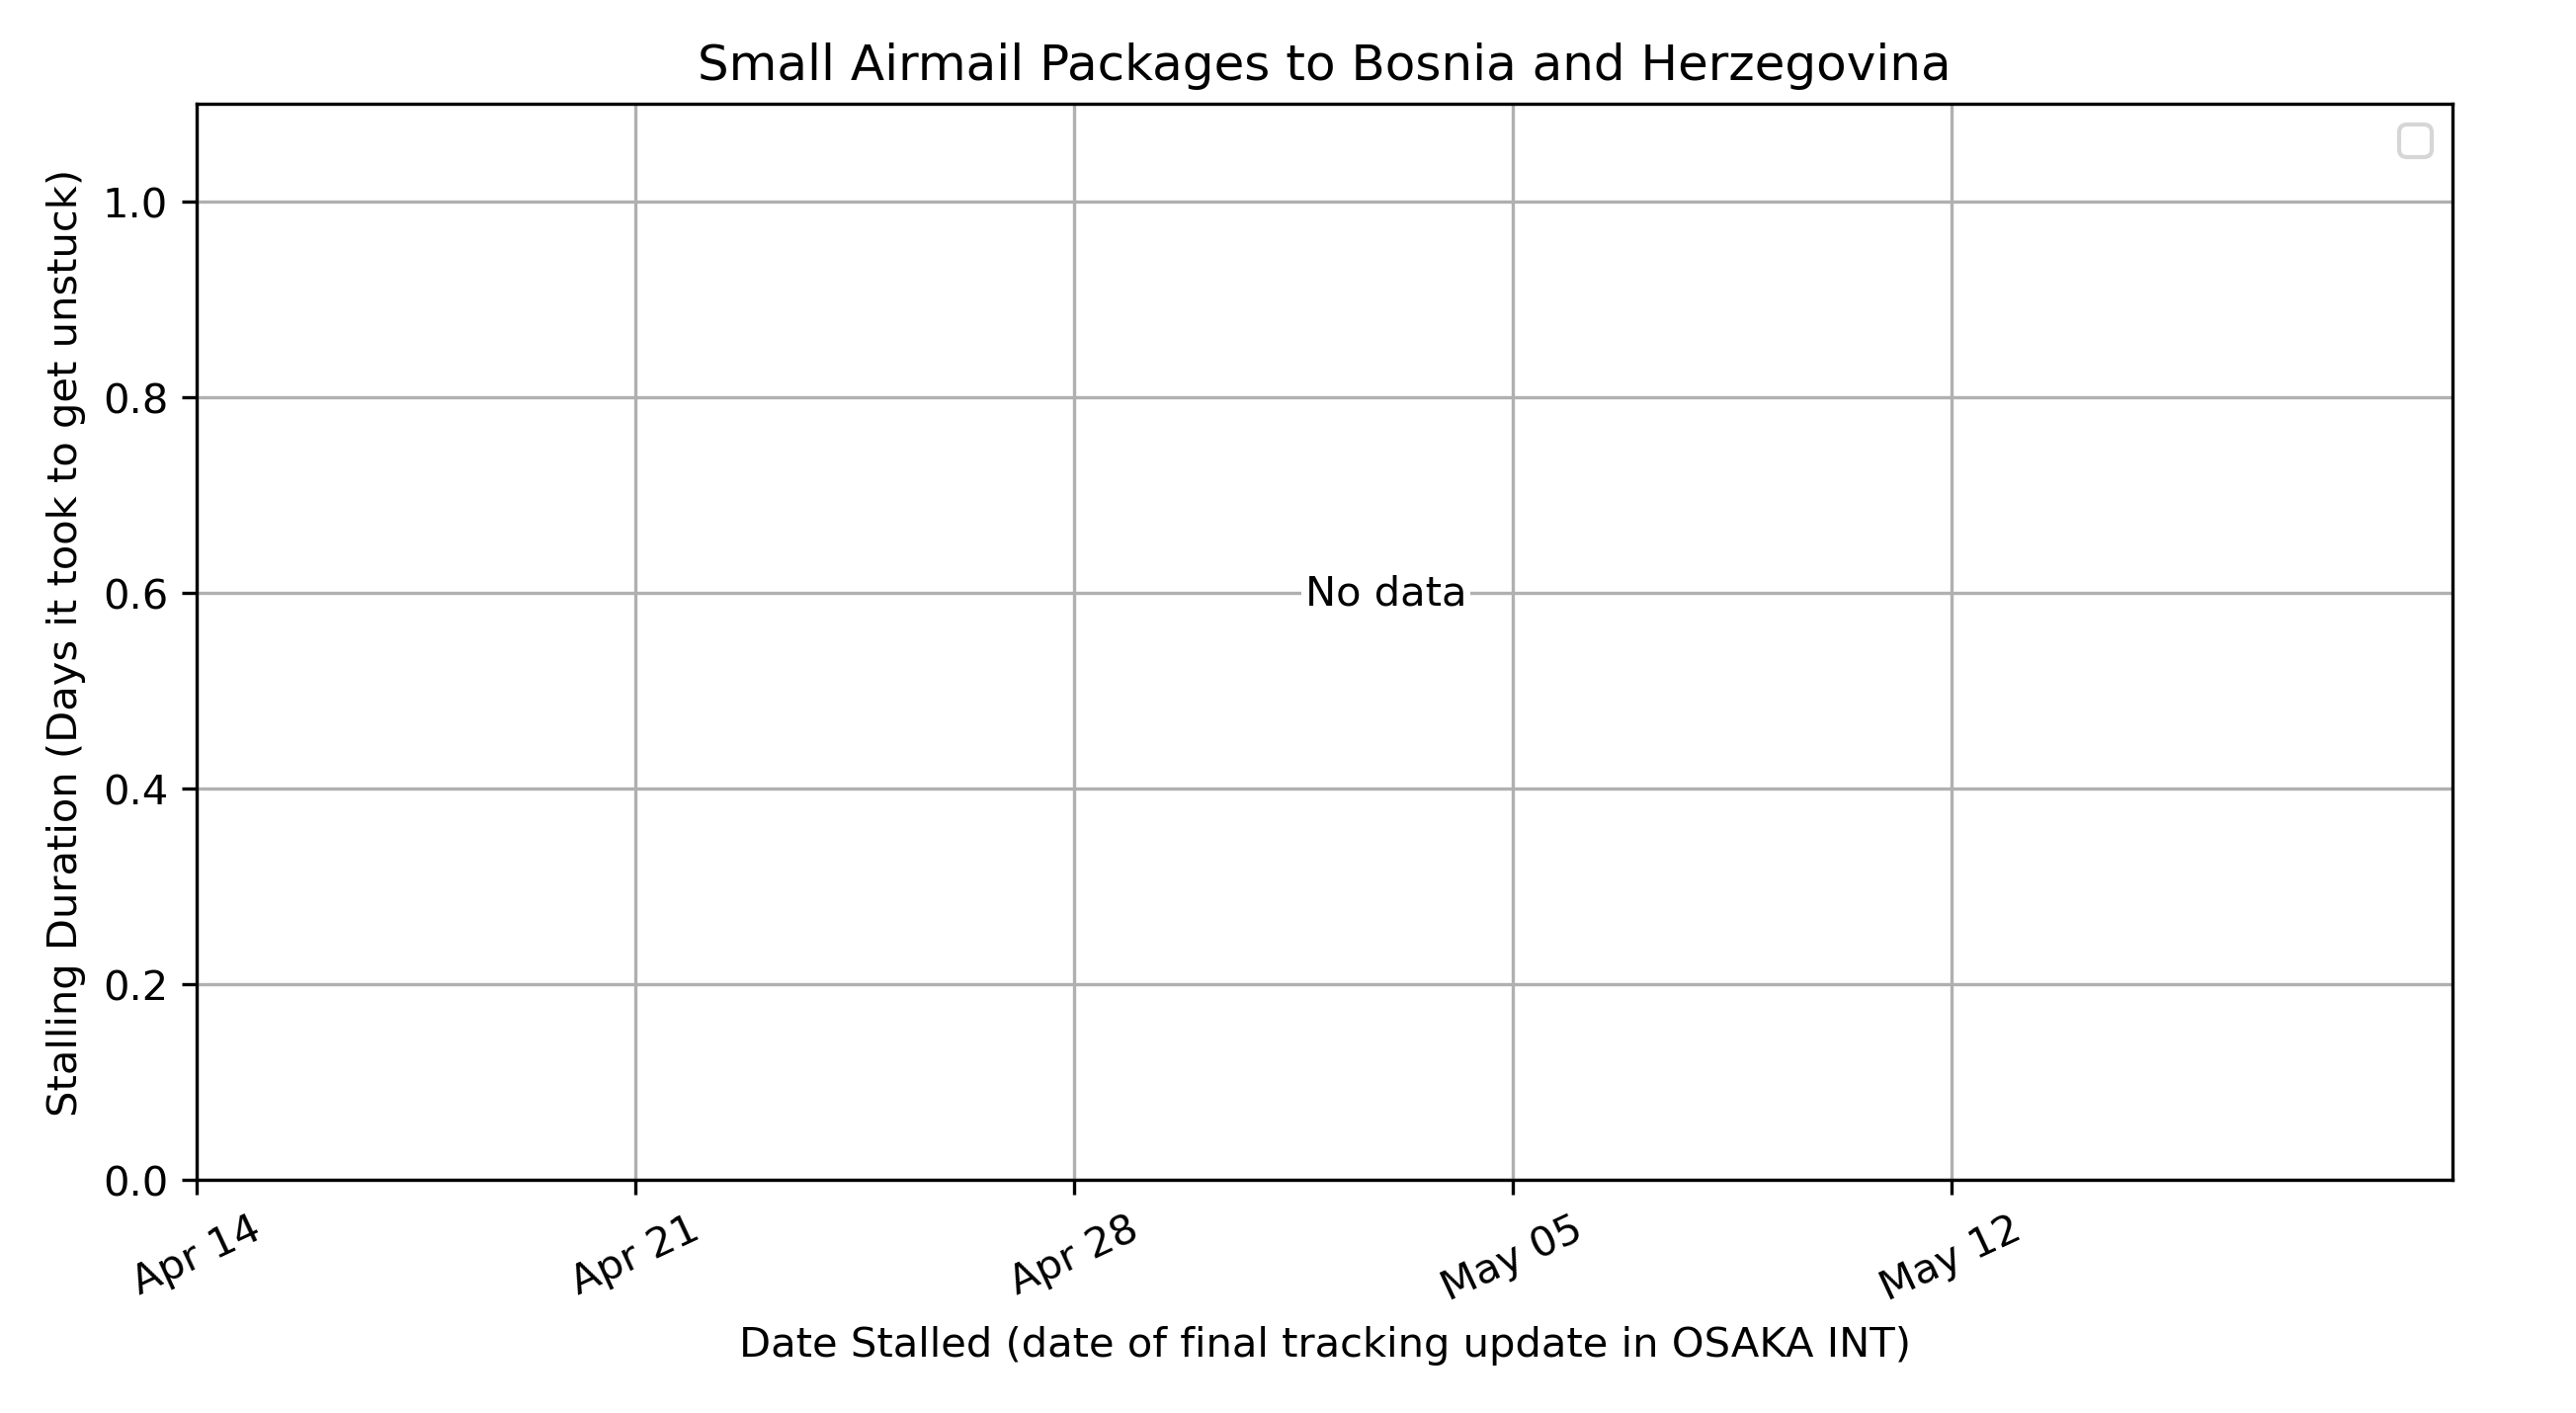 Small Airmail Packages to Bosnia and Herzegovina
Stalling Duration (Days it took to get unstuck)
1.0
0.8
0.6
0.4
0.2
0.0
No data
Apr 14
Apr 21
Apr 28
May 05
May 12
Date Stalled (date of final tracking update in OSAKA INT)